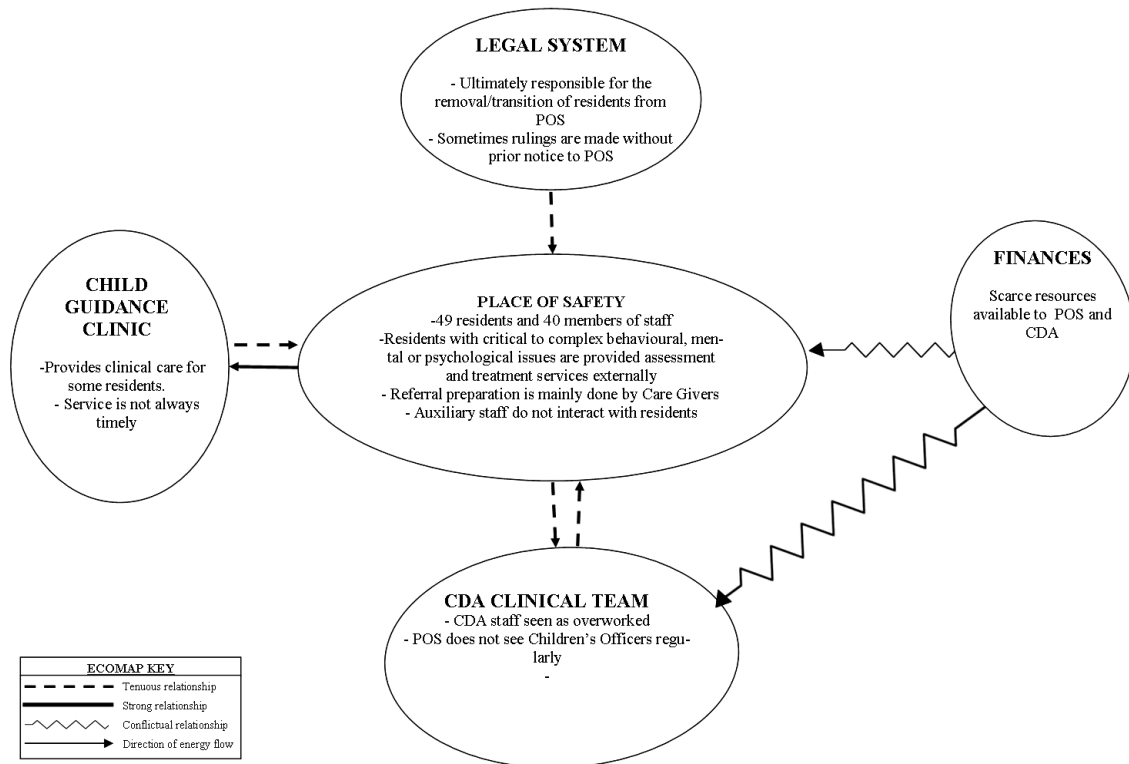 LEGAL SYSTEM
- Ultimately responsible for the
removal/transition of residents from
POS
- Sometimes rulings are made without
prior notice to POS
CHILD
GUIDANCE
CLINIC
-Provides clinical care for
some residents.
- Service is not always
timely
PLACE OF SAFETY
-49 residents and 40 members of staff
-Residents with critical to complex behavioural, men-
tal or psychological issues are provided assessment
and treatment services externally
- Referral preparation is mainly done by Care Givers
- Auxiliary staff do not interact with residents
FINANCES
Scarce resources
available to POS and
CDA
CDA CLINICAL TEAM
- CDA staff seen as overworked
- POS does not see Children's Officers regu-
larly
-
ECOMAP KEY
Tenuous relationship
Strong relationship
Conflictual relationship
Direction of energy flow